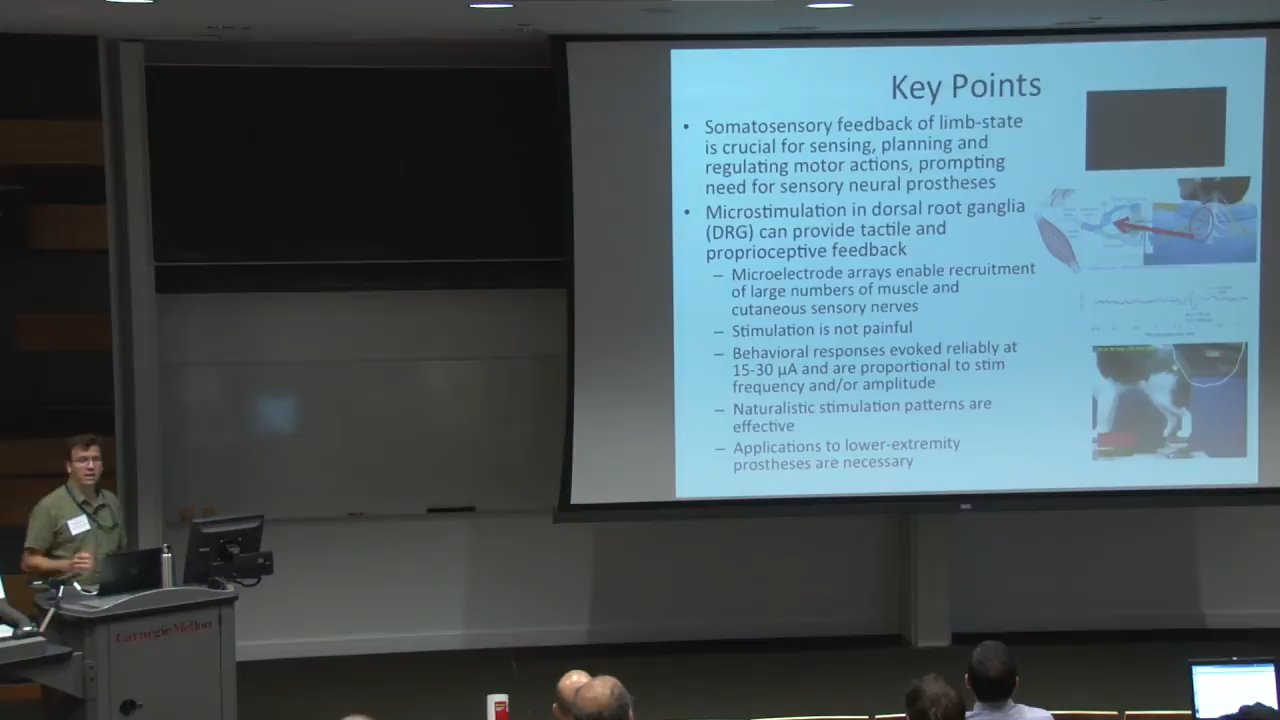 Key Points
• Somatosensory feedback of limb-state
is crucial for sensing, planning and
regulating motor actions, prompting
need for sensory neural prostheses
• Microstimulation in dorsal root ganglia
(DRG) can provide tactile and
proprioceptive feedback
– Microelectrode arrays enable recruitment
of large numbers of muscle and
cutaneous sensory nerves
– Stimulation is not painful
– Behavioral responses evoked reliably at
15-30 µA and are proportional to stim
frequency and/or amplitude
– Naturalistic stimulation patterns are
effective
– Applications to lower-extremity
prostheses are necessary
Carnegie Mellon